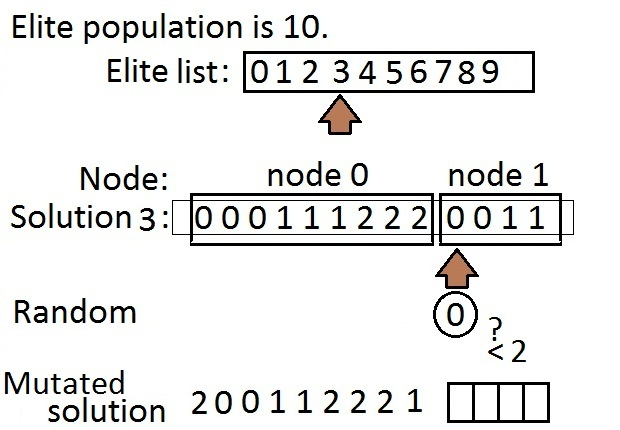 Elite population is 10.
Elite list: 0 1 2 3 4 5 6 7 8 9
Node: node 0 node 1
Solution 3: 0 0 0 1 1 1 2 2 2 0 0 1 1
Random 0 ?
< 2
Mutated
solution 2 0 0 1 1 2 2 2 1